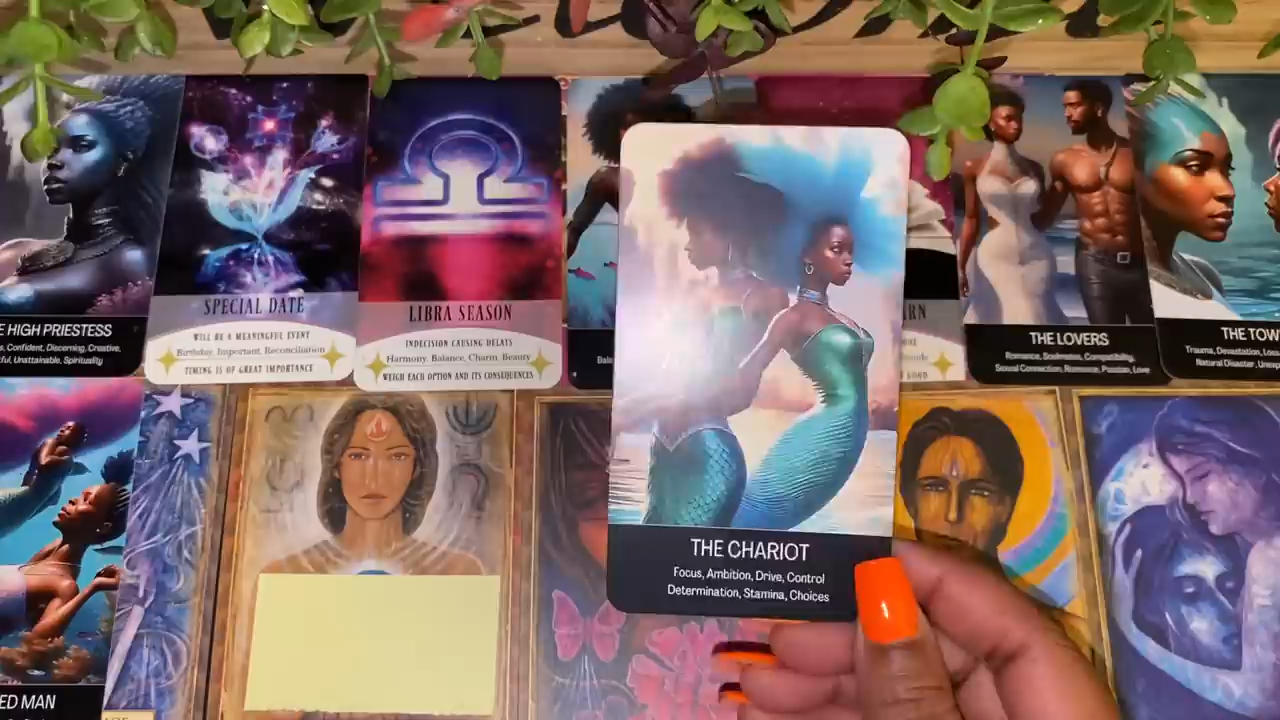 E HIGH PRIESTESS
Confident, Discerning, Creative,
Unattainable, Spirituality
SPECIAL DATE
WILL BE A MEANINGFUL EVENT
Birthday, Important, Reconciliation
TIMING IS OF GREAT IMPORTANCE
LIBRA SEASON
INDECISION CAUSING DELAYS
Harmony, Balance, Charm, Beauty
WEIGH EACH OPTION AND ITS CONSEQUENCES
THE CHARIOT
Focus, Ambition, Drive, Control
Determination, Stamina, Choices
THE LOVERS
Romance, Soulmates, Compatibility,
Sexual Connection, Romance, Passion, Love
THE TOW
Trauma, Devastation, Loss
Natural Disaster
ED MAN